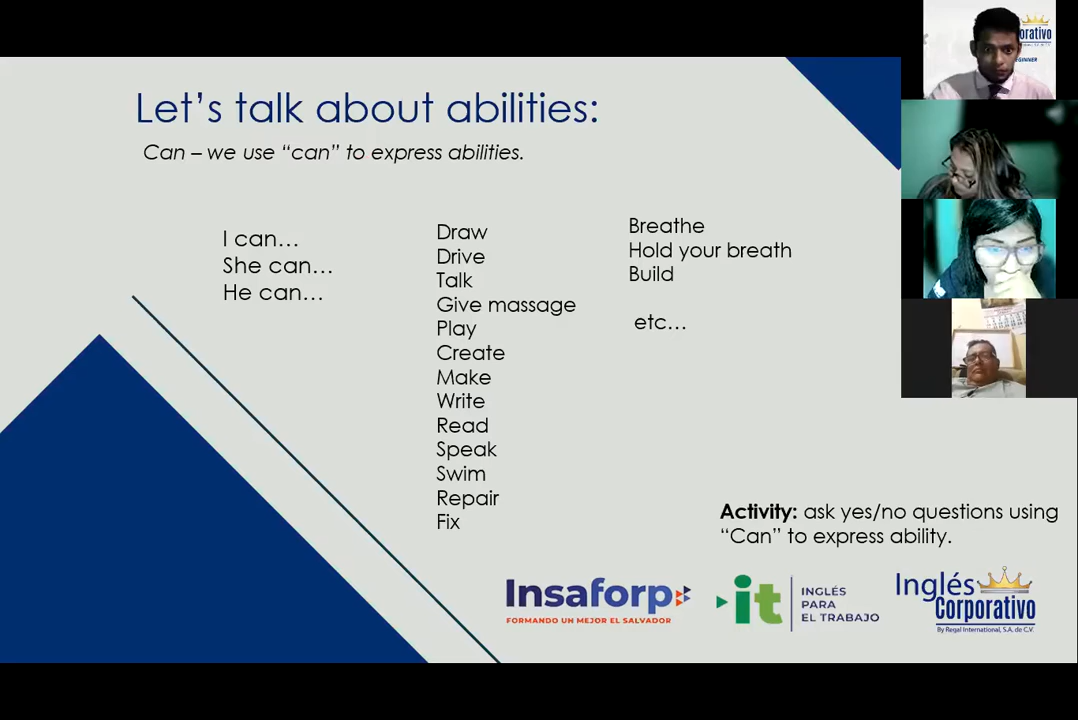 Let's talk about abilities:
Can – we use “can” to express abilities.
I can…
She can…
He can…
Draw
Drive
Talk
Give massage
Play
Create
Make
Write
Read
Speak
Swim
Repair
Fix
Breathe
Hold your breath
Build
etc…
Activity: ask yes/no questions using
“Can” to express ability.
Insaforp
FORMANDO UN MEJOR EL SALVADOR
it
INGLÉS
PARA
EL TRABAJO
Inglés
Corporativo
By Regal International, S.A. de C.V.
orativo